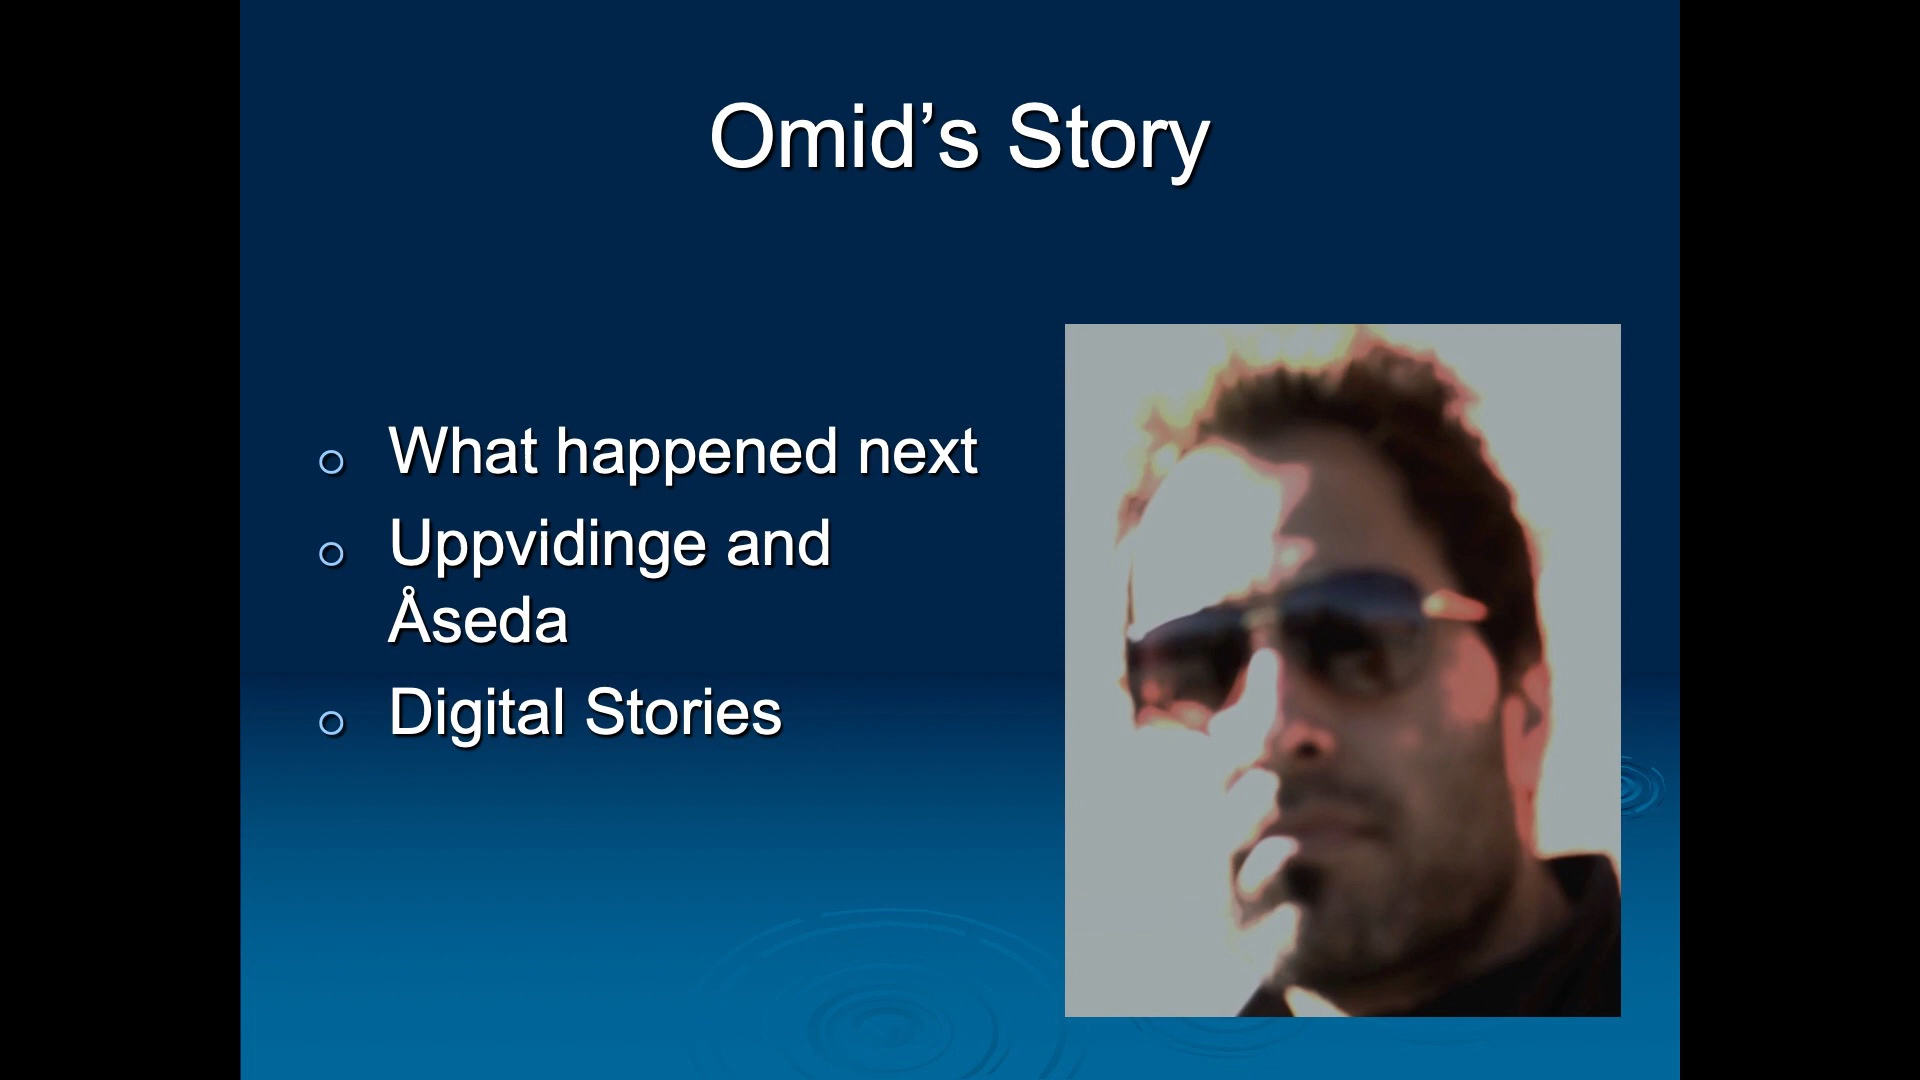 Omid’s Story
What happened next
Uppvidinge and
Åseda
Digital Stories